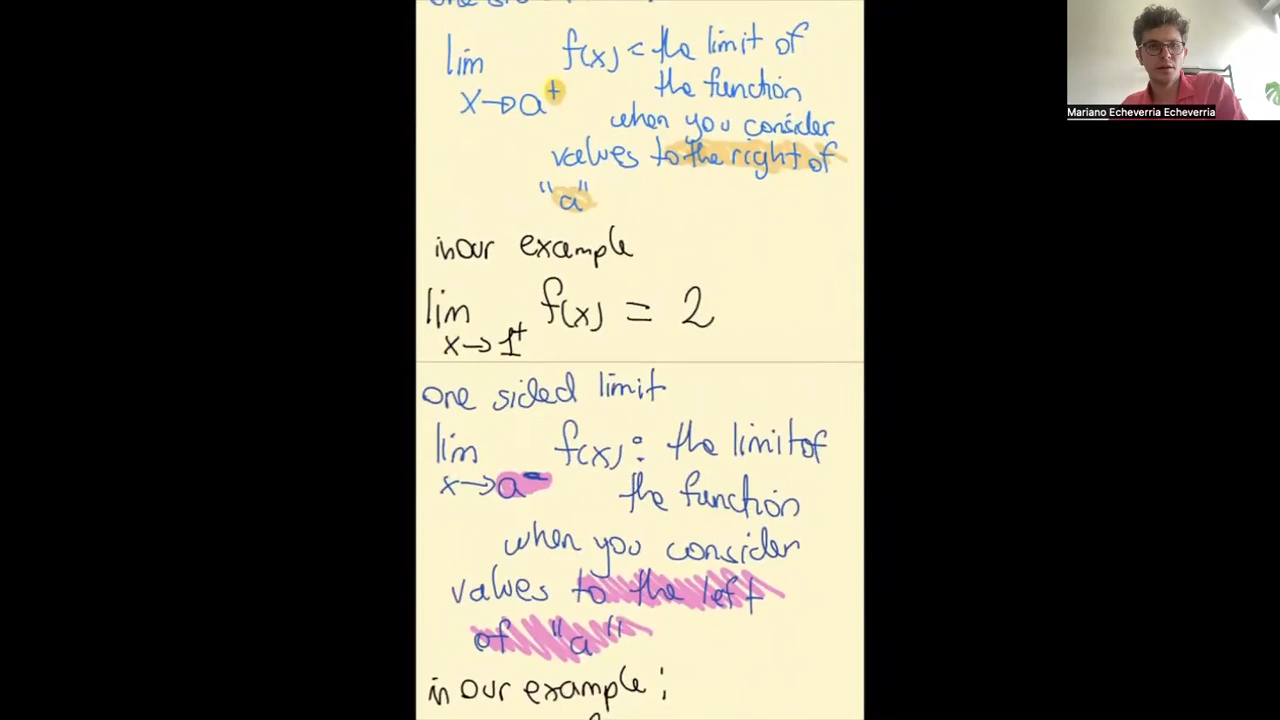 lim f(x) = the limit of
x→a⁺ the function
when you consider
values to the right of
"a"
in our example
lim f(x) = 2
x→1⁺
one sided limit
lim f(x): the limit of
x→a⁻ the function
when you consider
values to the left
of "a"
in our example:
Mariano Echeverria Echeverria